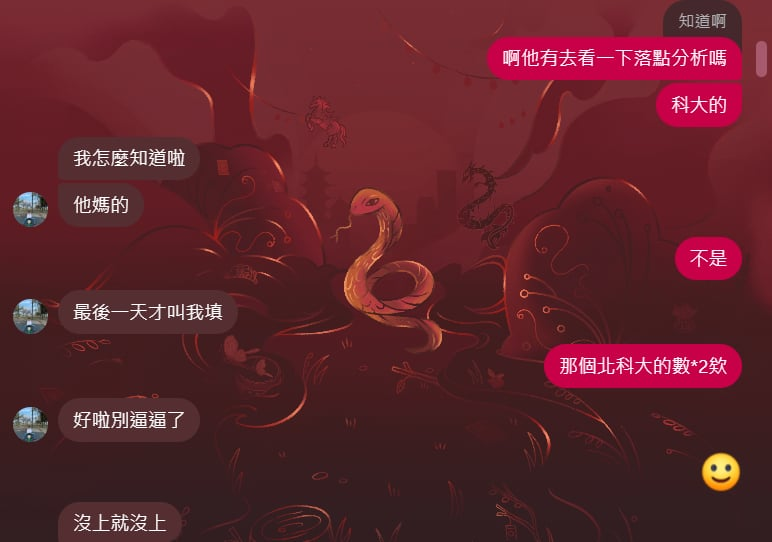 知道啊
啊他有去看一下落點分析嗎
科大的
我怎麼知道啦
他媽的
不是
最後一天才叫我填
那個北科大的數*2欸
好啦別逼逼了
沒上就沒上